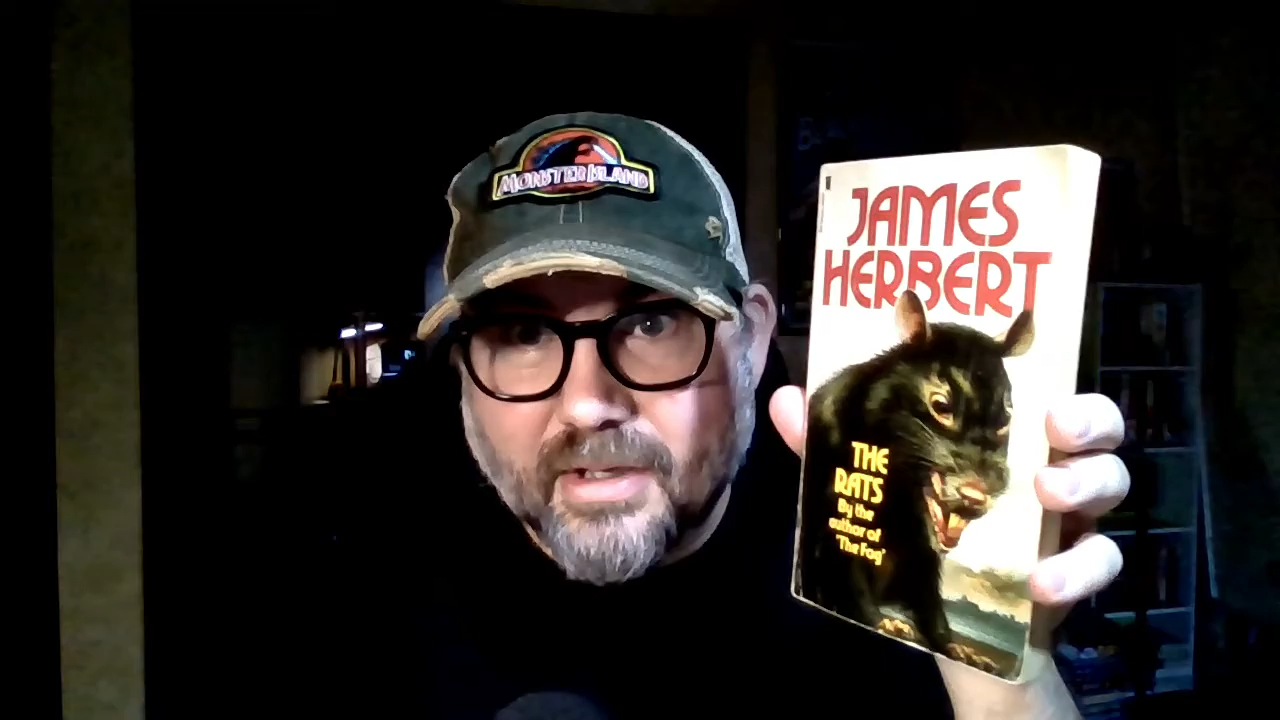 MONSTER ISLAND
JAMES
HERBERT
THE
RATS
By the
author of
'The Fog'